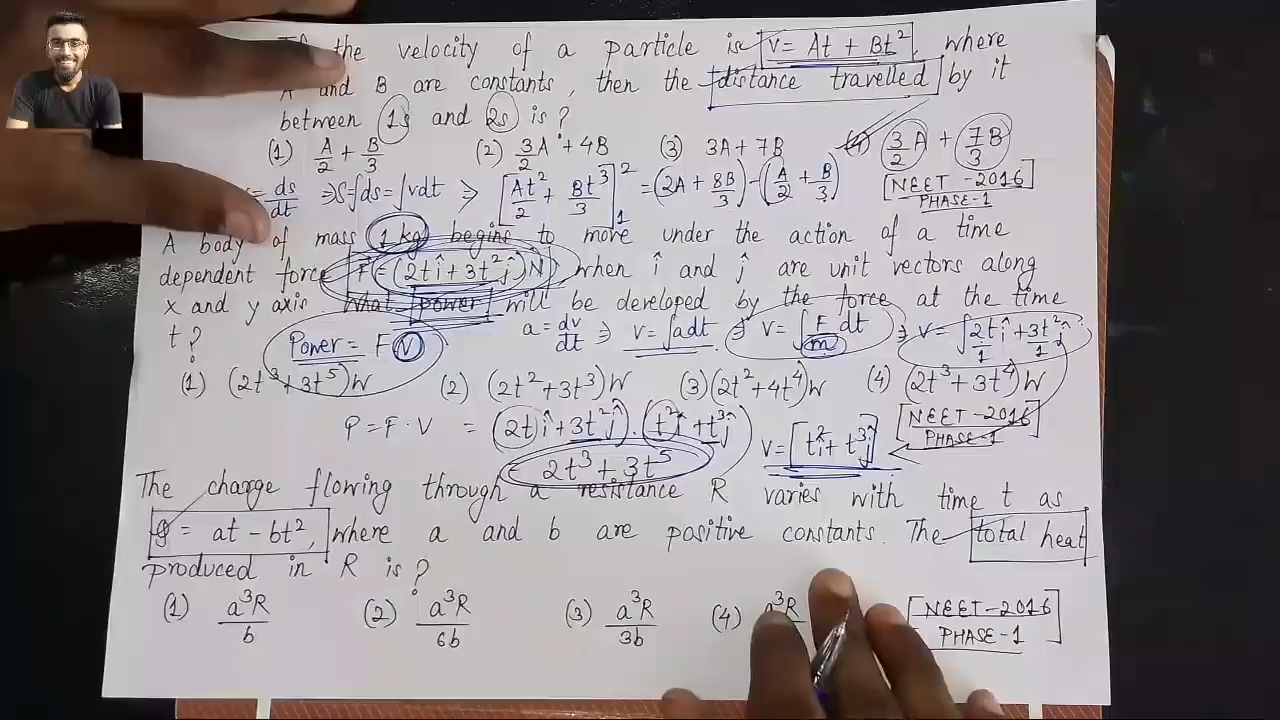 the velocity of a particle is v = At + Bt², where
and B are constants, then the distance travelled by it
between 1s and 2s is?
(1) A/2 + B/3 (2) 3/2 A + 4B (3) 3A + 7B (4) 3/2 A + 7/3 B
= ds/dt ⇒ S = ∫ds = ∫vdt ⇒ [At²/2 + Bt³/3]₁² = (2A + 8B/3) - (A/2 + B/3) [NEET-2016 PHASE-1]
A body of mass 1 kg begins to move under the action of a time
dependent force F = (2t î + 3t² ĵ) N when î and ĵ are unit vectors along
x and y axis what power will be developed by the force at the time
t? Power = F V a = dv/dt ⇒ v = ∫adt ⇒ v = ∫F/m dt ⇒ v = ∫2t/1 î + 3t²/1 ĵ
(1) (2t³ + 3t⁵) W (2) (2t² + 3t³) W (3) (2t² + 4t⁴) W (4) (2t³ + 3t⁴) W
P = F · V = (2t î + 3t² ĵ) · (t² î + t³ ĵ) v = [t² î + t³ ĵ] [NEET-2016 PHASE-1]
= 2t³ + 3t⁵
The charge flowing through a resistance R varies with time t as
= at - bt², where a and b are positive constants. The total heat
produced in R is?
(1) a³R/b (2) a³R/6b (3) a³R/3b (4) a³R [NEET-2016 PHASE-1]